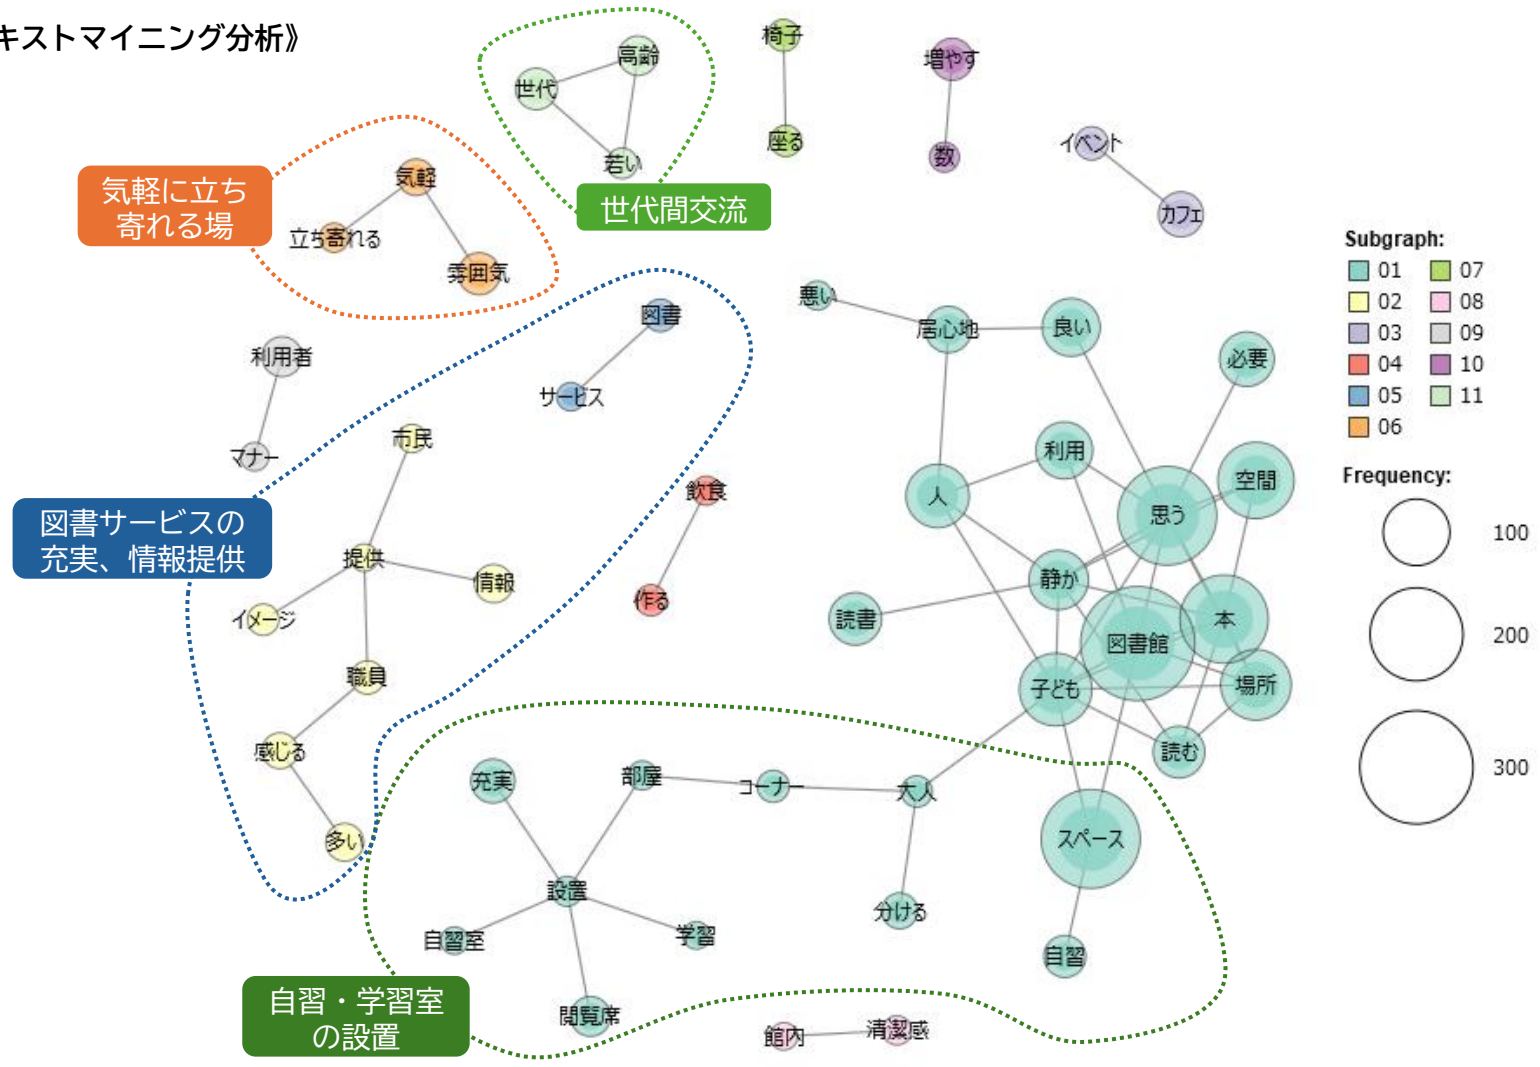 キストマイニング分析》
椅子
増やす
高齢
世代
座る
数
若い
イベント
気軽に立ち
寄れる場
気軽
世代間交流
カフェ
立ち寄れる
雰囲気
Subgraph:
01
07
02
08
03
09
04
10
05
11
06
悪い
図書
居心地
良い
利用者
必要
サービス
市民
マナー
利用
空間
飲食
人
思う
Frequency:
100
200
300
図書サービスの
充実、情報提供
提供
情報
静か
作る
イメージ
読書
本
図書館
職員
子ども
場所
感じる
読む
充実
部屋
コーナー
大人
多い
スペース
設置
分ける
自習室
学習
自習
自習・学習室
の設置
閲覧席
館内
清潔感